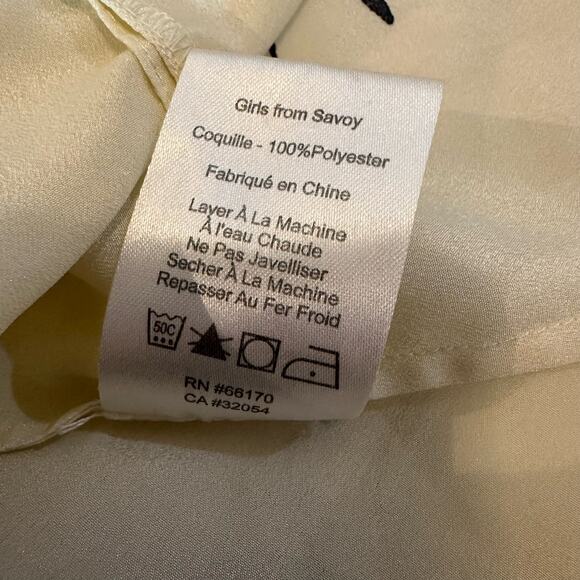 Girls from Savoy
Coquille - 100%Polyester
Fabriqué en Chine
Laver À La Machine
À l'eau Chaude
Ne Pas Javelliser
Secher À La Machine
Repasser Au Fer Froid
50C
RN #66170
CA #32054